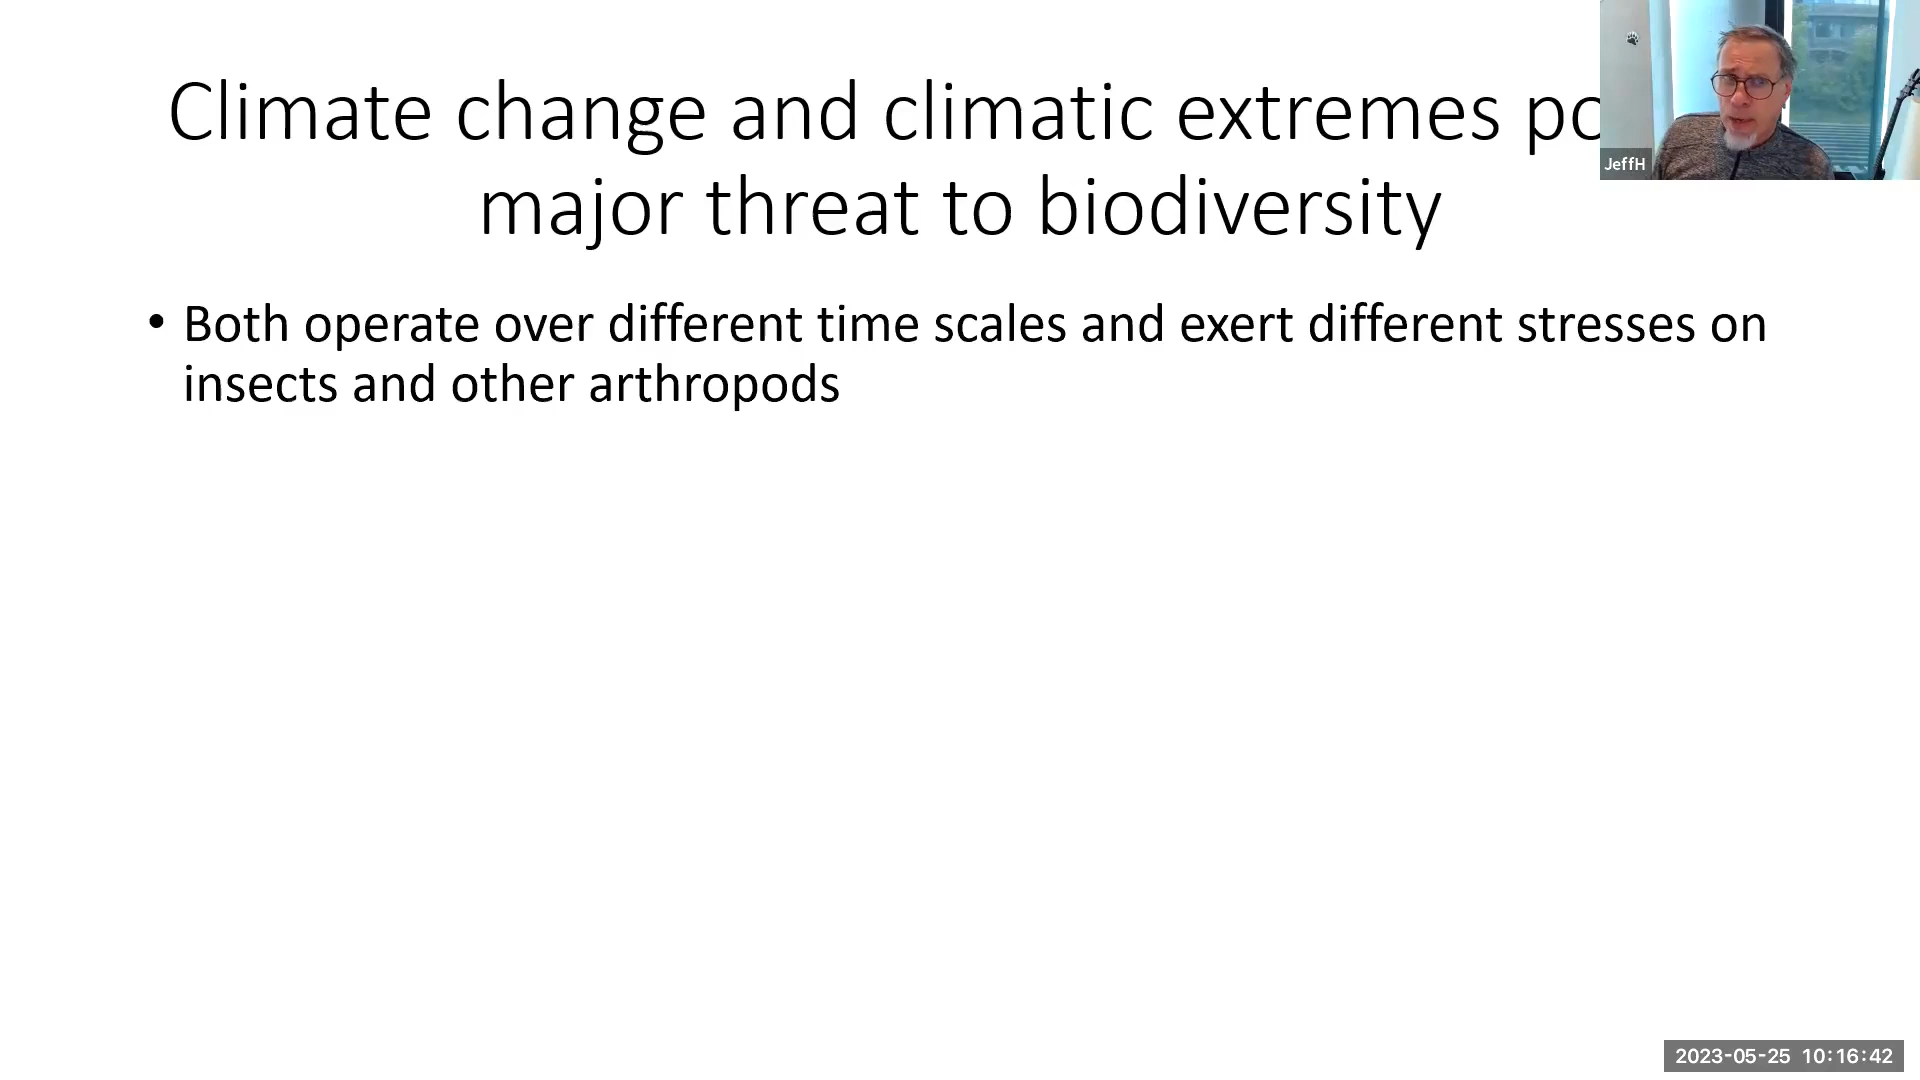 Climate change and climatic extremes po
major threat to biodiversity
• Both operate over different time scales and exert different stresses on
insects and other arthropods
JeffH
2023-05-25 10:16:42